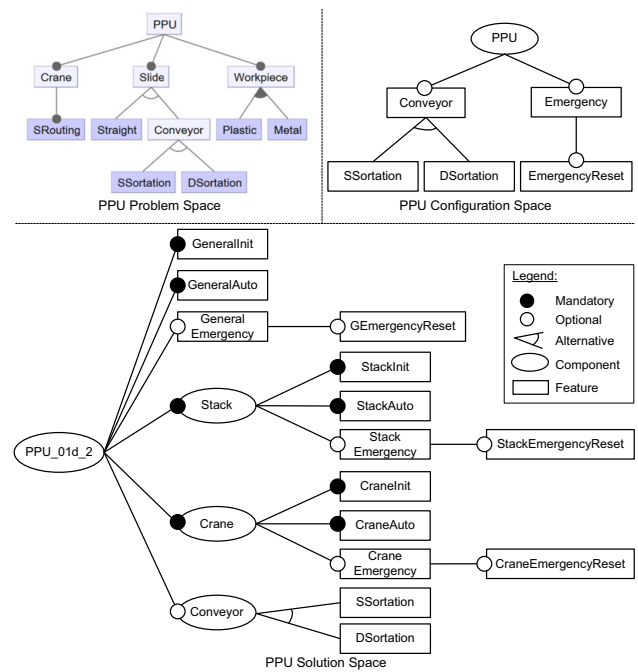 PPU
Crane
Slide
Workpiece
SRouting
Straight
Conveyor
Plastic
Metal
SSortation
DSortation
PPU Problem Space
PPU
Conveyor
Emergency
SSortation
DSortation
EmergencyReset
PPU Configuration Space
GeneralInit
GeneralAuto
General
Emergency
GEmergencyReset
Legend:
Mandatory
Optional
Alternative
Component
Feature
StackInit
Stack
StackAuto
Stack
Emergency
StackEmergencyReset
PPU_01d_2
CraneInit
Crane
CraneAuto
Crane
Emergency
CraneEmergencyReset
Conveyor
SSortation
DSortation
PPU Solution Space